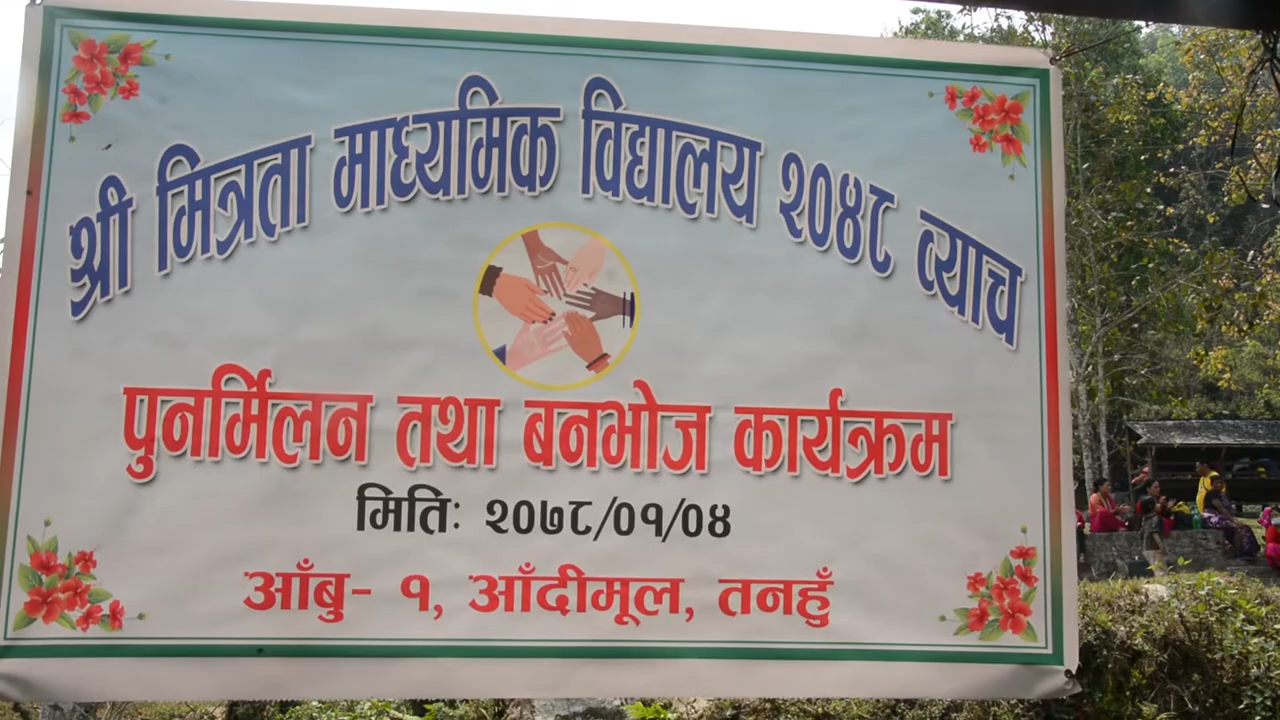 श्री मित्रता माध्यमिक विद्यालय २०४८ व्याच
पुनर्मिलन तथा बनभोज कार्यक्रम
मितिः २०७८/०१/०४
आँबु- १, आँदीमूल, तनहुँ